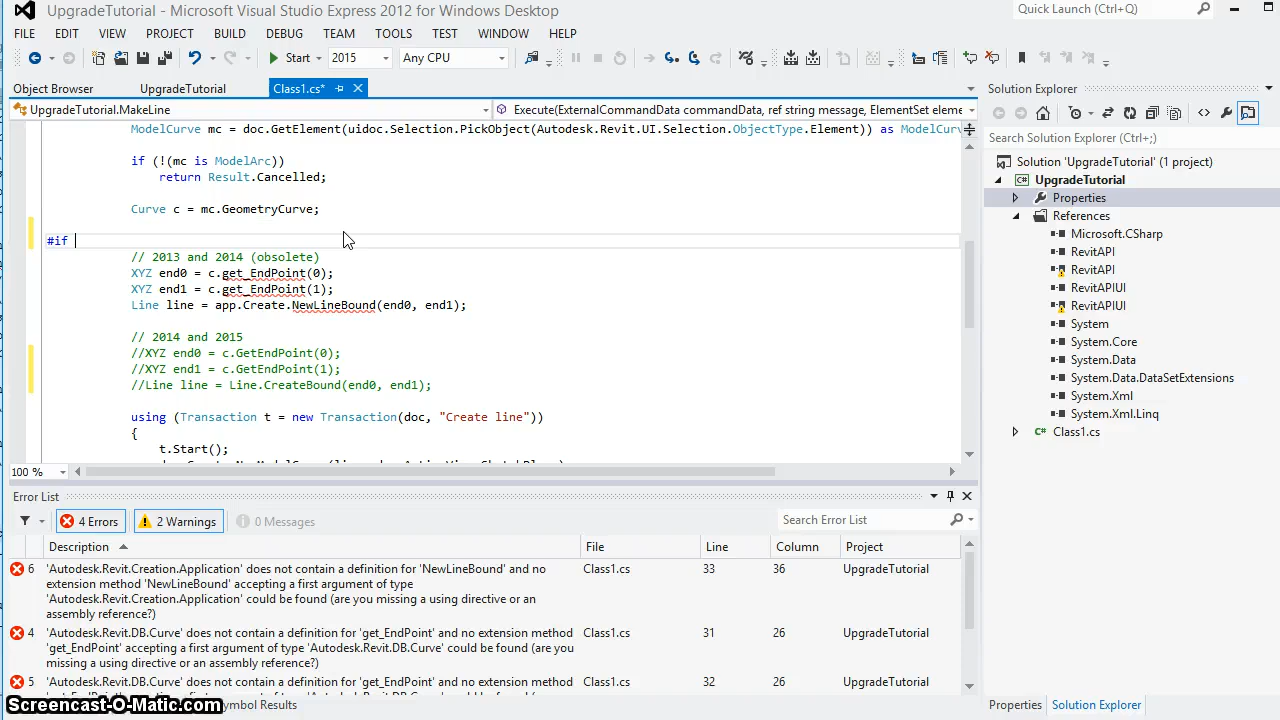 UpgradeTutorial - Microsoft Visual Studio Express 2012 for Windows Desktop
Quick Launch (Ctrl+Q)
FILE EDIT VIEW PROJECT BUILD DEBUG TEAM TOOLS TEST WINDOW HELP
Start 2015 Any CPU
Object Browser UpgradeTutorial Class1.cs*
UpgradeTutorial.MakeLine Execute(ExternalCommandData commandData, ref string message, ElementSet eleme
ModelCurve mc = doc.GetElement(uidoc.Selection.PickObject(Autodesk.Revit.UI.Selection.ObjectType.Element)) as ModelCurv
if (!(mc is ModelArc))
return Result.Cancelled;
Curve c = mc.GeometryCurve;
#if
// 2013 and 2014 (obsolete)
XYZ end0 = c.get_EndPoint(0);
XYZ end1 = c.get_EndPoint(1);
Line line = app.Create.NewLineBound(end0, end1);
// 2014 and 2015
//XYZ end0 = c.GetEndPoint(0);
//XYZ end1 = c.GetEndPoint(1);
//Line line = Line.CreateBound(end0, end1);
using (Transaction t = new Transaction(doc, "Create line"))
{
t.Start();
100 %
Solution Explorer
Search Solution Explorer (Ctrl+;)
Solution 'UpgradeTutorial' (1 project)
UpgradeTutorial
Properties
References
Microsoft.CSharp
RevitAPI
RevitAPI
RevitAPIUI
RevitAPIUI
System
System.Core
System.Data
System.Data.DataSetExtensions
System.Xml
System.Xml.Linq
Class1.cs
Error List
4 Errors 2 Warnings 0 Messages Search Error List
Description File Line Column Project
6 'Autodesk.Revit.Creation.Application' does not contain a definition for 'NewLineBound' and no Class1.cs 33 36 UpgradeTutorial
extension method 'NewLineBound' accepting a first argument of type
'Autodesk.Revit.Creation.Application' could be found (are you missing a using directive or an
assembly reference?)
4 'Autodesk.Revit.DB.Curve' does not contain a definition for 'get_EndPoint' and no extension method Class1.cs 31 26 UpgradeTutorial
'get_EndPoint' accepting a first argument of type 'Autodesk.Revit.DB.Curve' could be found (are you
missing a using directive or an assembly reference?)
5 'Autodesk.Revit.DB.Curve' does not contain a definition for 'get_EndPoint' and no extension method Class1.cs 32 26 UpgradeTutorial
Screencast-O-Matic.com ymbol Results
Properties Solution Explorer